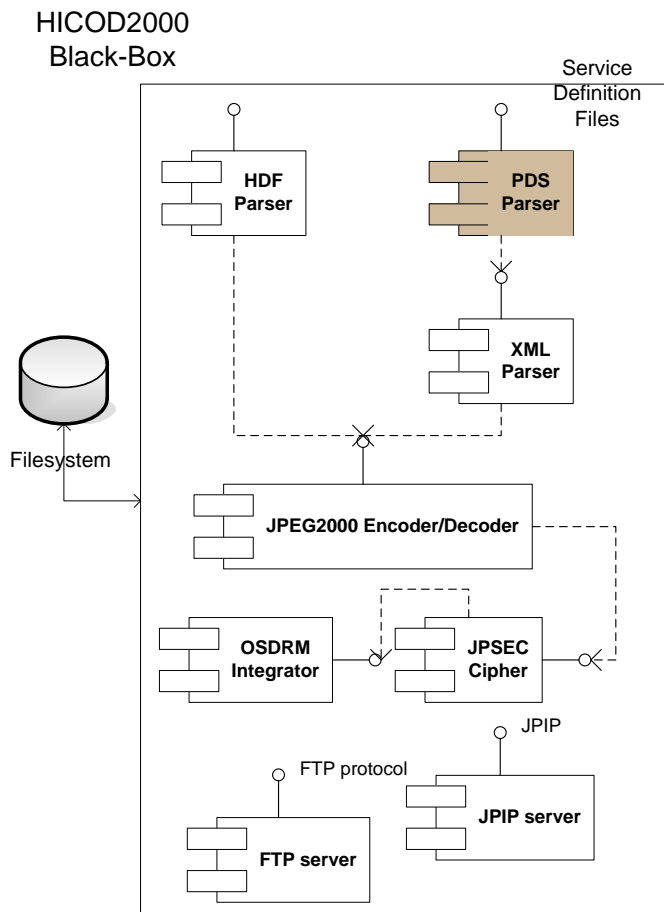 HICOD2000
Black-Box
Service
Definition
Files
HDF
Parser
PDS
Parser
XML
Parser
Filesystem
JPEG2000 Encoder/Decoder
OSDRM
Integrator
JPSEC
Cipher
JPIP
FTP protocol
JPIP server
FTP server